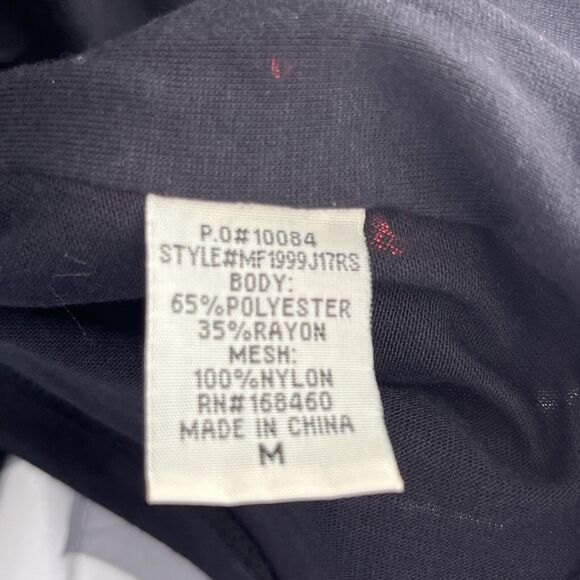 P.O#10084
STYLE#MF1999J17RS
BODY:
65%POLYESTER
35%RAYON
MESH:
100%NYLON
RN#168460
MADE IN CHINA
M